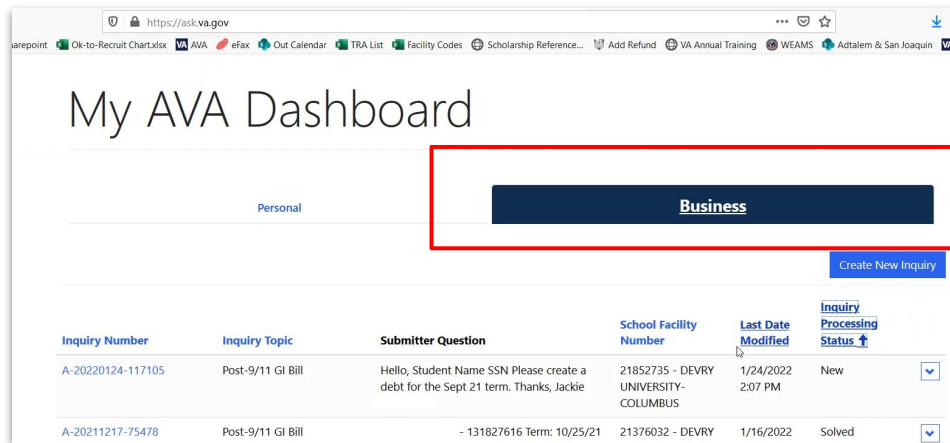 https://ask.va.gov
arepoint Ok-to-Recruit Chart.xlsx VA AVA eFax Out Calendar TRA List Facility Codes Scholarship Reference... Add Refund VA Annual Training WEAMS Adtalem & San Joaquin VA
My AVA Dashboard
Personal Business
Create New Inquiry
Inquiry Number Inquiry Topic Submitter Question School Facility Number Last Date Modified Inquiry Processing Status
A-20220124-117105 Post-9/11 GI Bill Hello, Student Name SSN Please create a 21852735 - DEVRY 1/24/2022 New
debt for the Sept 21 term. Thanks, Jackie UNIVERSITY- 2:07 PM
COLUMBUS
A-20211217-75478 Post-9/11 GI Bill - 131827616 Term: 10/25/21 21376032 - DEVRY 1/16/2022 Solved